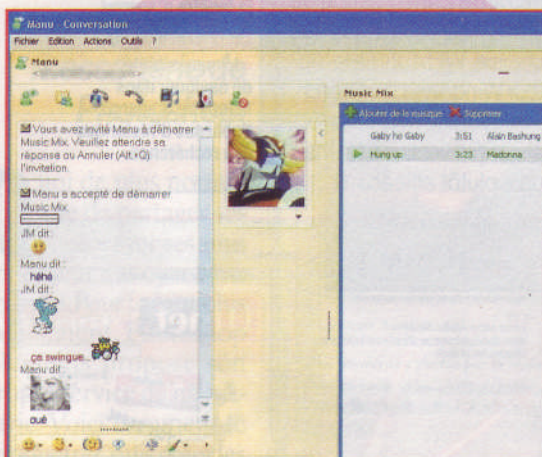 Manu - Conversation
Fichier Edition Actions Outils ?
Manu
Music Mix
Ajouter de la musique Supprimer
Gaby ho Gaby 3:51 Alain Bashung
Hung up 3:23 Madonna
Vous avez invité Manu à démarrer
Music Mix. Veuillez attendre sa
réponse ou Annuler (Alt+Q)
l'invitation.
Manu a accepté de démarrer
Music Mix.
JM dit :
Manu dit :
héhé
JM dit :
ça swingue...
Manu dit :
oué